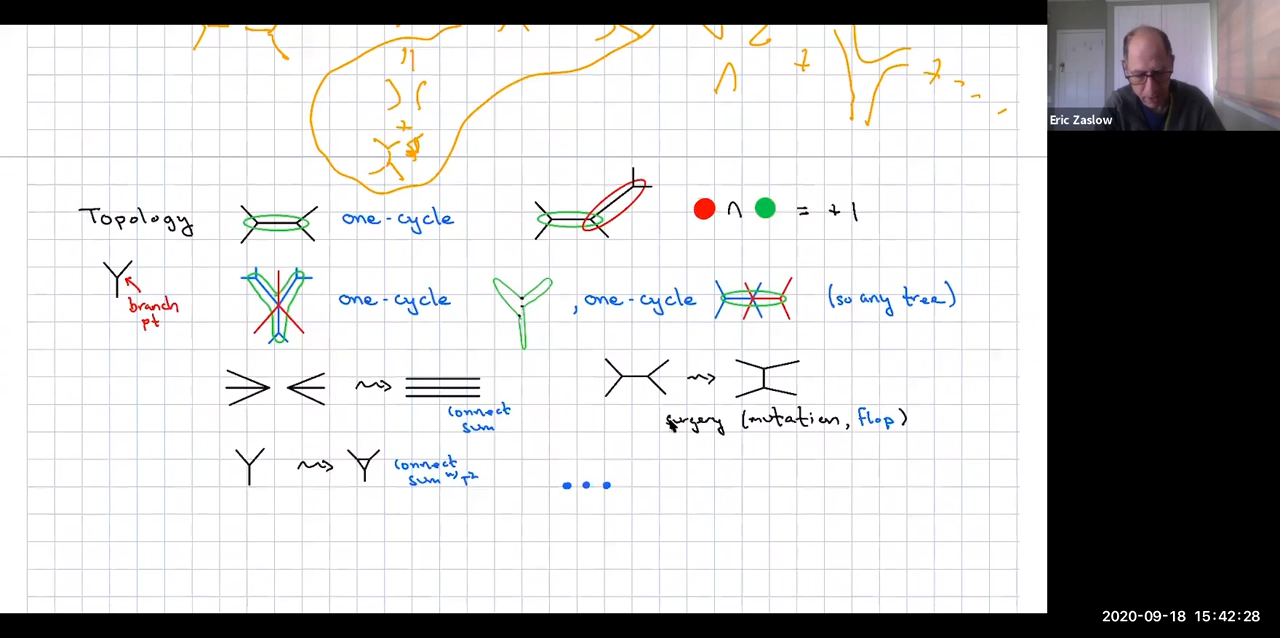 Eric Zaslow
Topology
one-cycle
∩ = +1
branch
pt
one-cycle
, one-cycle
(so any tree)
connect
sum
surgery (mutation, flop)
connect
sum w/ T²
2020-09-18 15:42:28